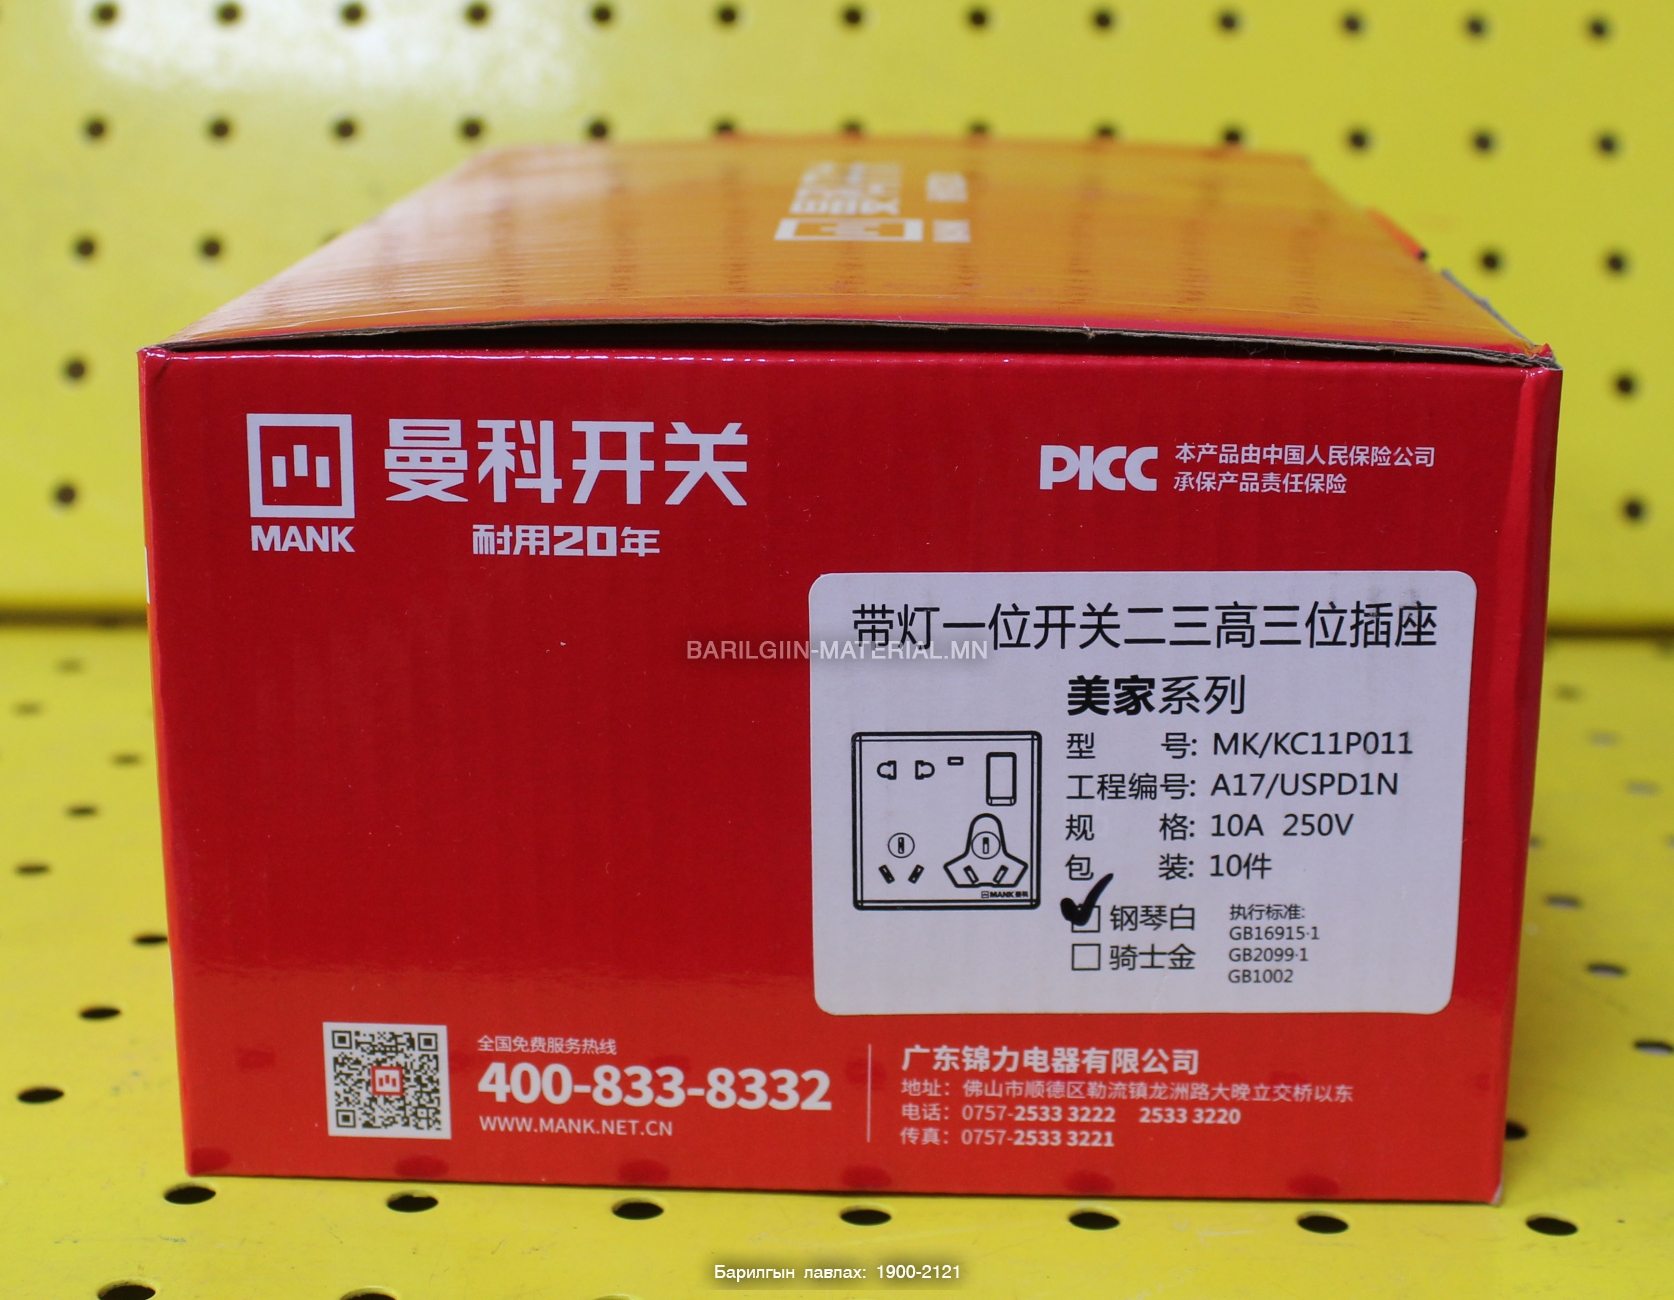 曼科开关
MANK
耐用20年
PICC
本产品由中国人民保险公司
承保产品责任保险
BARILGIIN-MATERIAL.MN
带灯一位开关二三高三位插座
美家系列
型 号: MK/KC11P011
工程编号: A17/USPD1N
规 格: 10A 250V
包 装: 10件
钢琴白
骑士金
执行标准:
GB16915·1
GB2099·1
GB1002
MANK 曼科
全国免费服务热线
400-833-8332
WWW.MANK.NET.CN
广东锦力电器有限公司
地址：佛山市顺德区勒流镇龙洲路大晚立交桥以东
电话：0757-2533 3222 2533 3220
传真：0757-2533 3221
Барилгын лавлах: 1900-2121